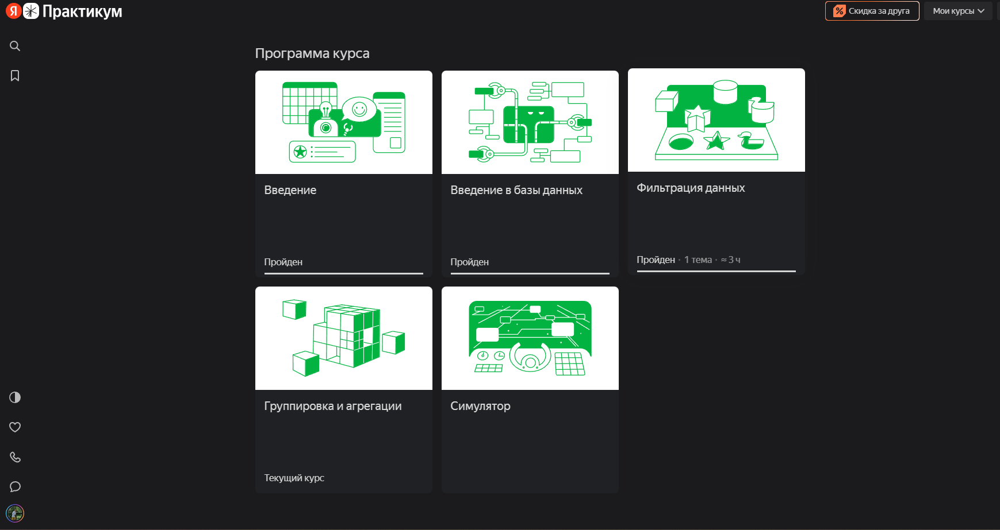 Я Практикум
Скидка за друга
Мои курсы
Программа курса
Введение
Пройден
Введение в базы данных
Пройден
Фильтрация данных
Пройден · 1 тема · ≈ 3 ч
Группировка и агрегации
Текущий курс
Симулятор